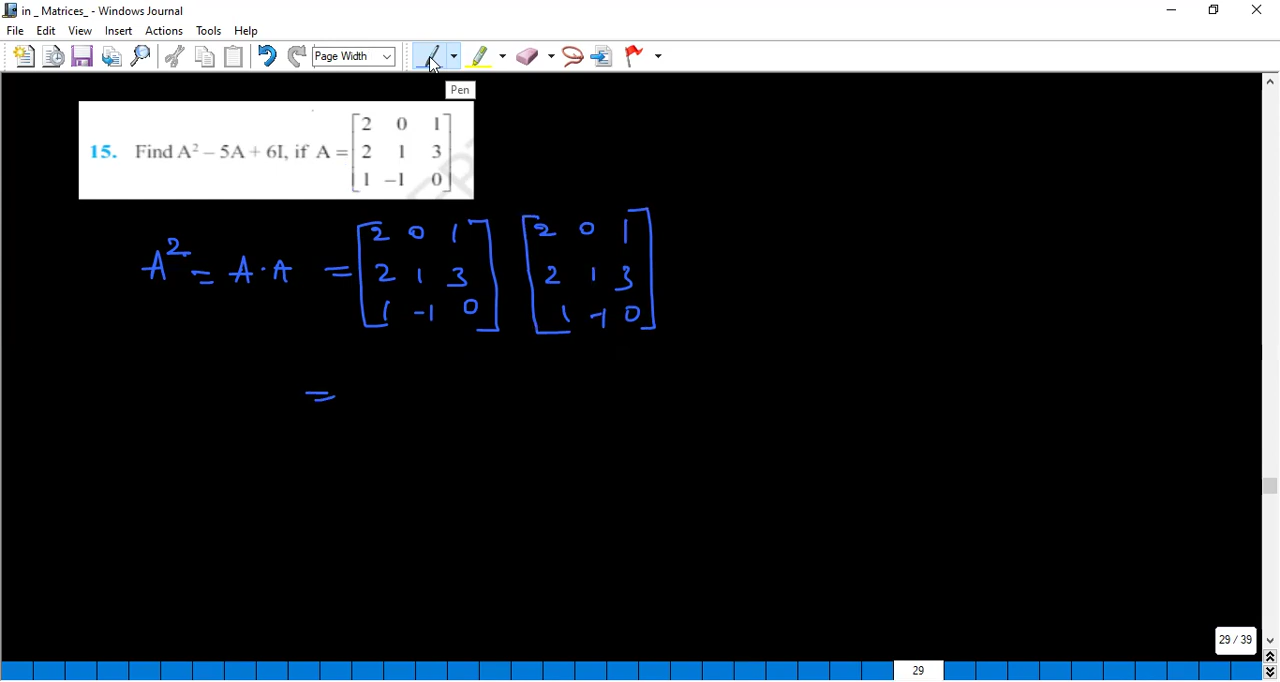 in _ Matrices_ - Windows Journal
File Edit View Insert Actions Tools Help
Page Width
Pen
15. Find A² – 5A + 6I, if A = [2 0 1
2 1 3
1 –1 0]
A² = A·A = [2 0 1 [2 0 1
2 1 3 2 1 3
1 -1 0] 1 -1 0]
=
29 / 39
29